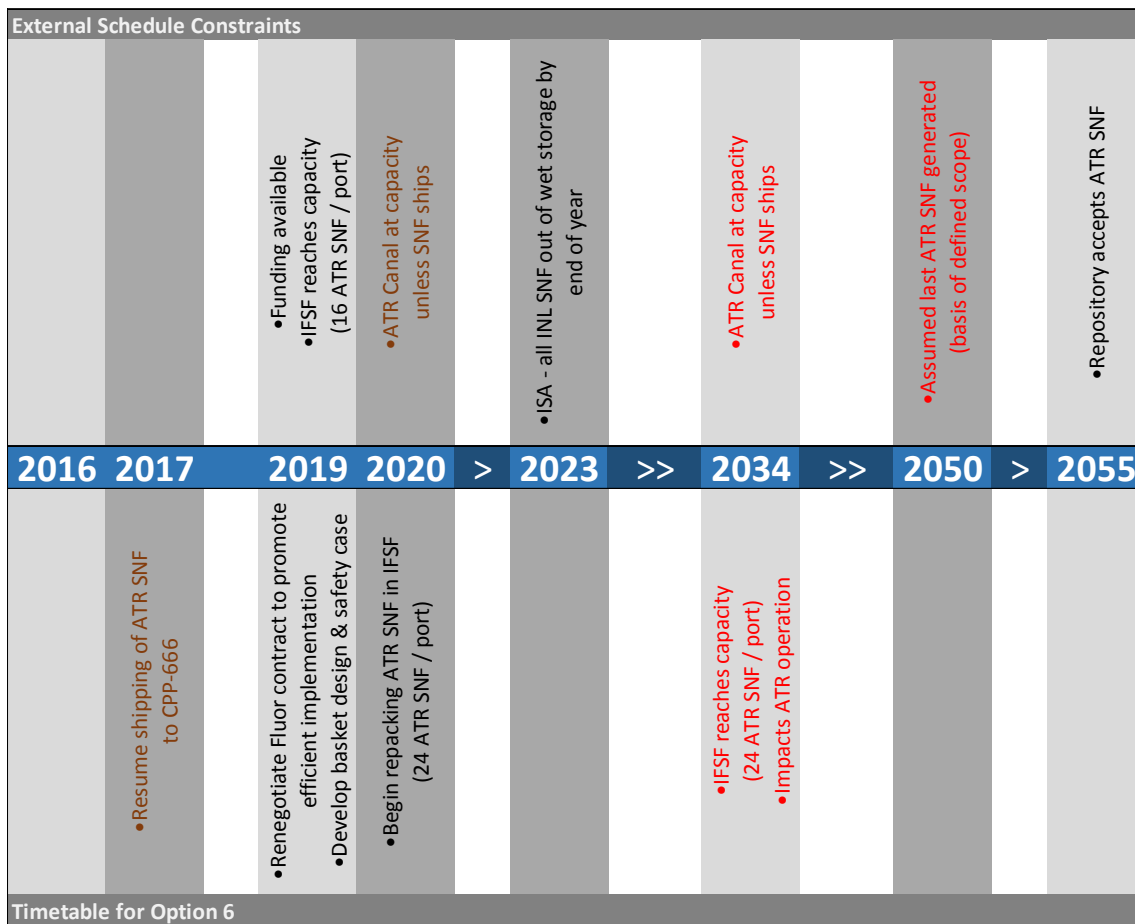 External Schedule Constraints
•Funding available
•IFSF reaches capacity
(16 ATR SNF / port)
•ATR Canal at capacity
unless SNF ships
•ISA - all INL SNF out of wet storage by
end of year
•ATR Canal at capacity
unless SNF ships
•Assumed last ATR SNF generated
(basis of defined scope)
•Repository accepts ATR SNF
2016 2017 2019 2020 > 2023 >> 2034 >> 2050 > 2055
•Resume shipping of ATR SNF
to CPP-666
•Renegotiate Fluor contract to promote
efficient implementation
•Develop basket design & safety case
•Begin repacking ATR SNF in IFSF
(24 ATR SNF / port)
•IFSF reaches capacity
(24 ATR SNF / port)
•Impacts ATR operation
Timetable for Option 6